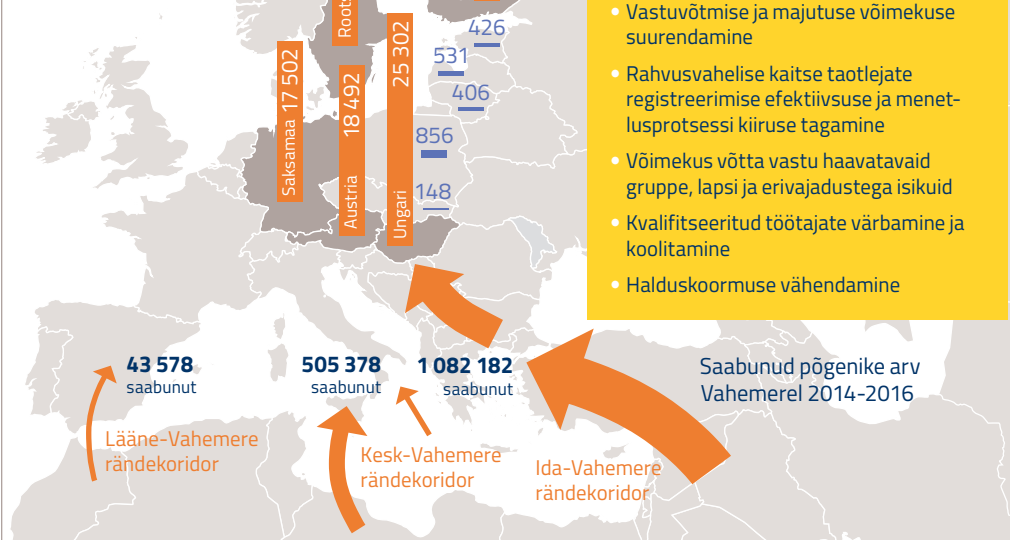 Vastuvõtmise ja majutuse võimekuse
suurendamine
Rahvusvahelise kaitse taotlejate
registreerimise efektiivsuse ja menet-
lusprotsessi kiiruse tagamine
Võimekus võtta vastu haavatavaid
gruppe, lapsi ja erivajadustega isikuid
Kvalifitseeritud töötajate värbamine ja
koolitamine
Halduskoormuse vähendamine
Saksamaa 17 502
Austria 18 492
Ungari 25 302
426
531
406
856
148
43 578
saabunut
505 378
saabunut
1 082 182
saabunut
Saabunud põgenike arv
Vahemerel 2014-2016
Lääne-Vahemere
rändekoridor
Kesk-Vahemere
rändekoridor
Ida-Vahemere
rändekoridor